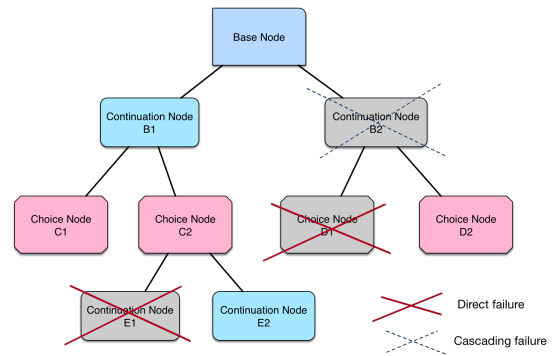 Base Node
Continuation Node
B1
Continuation Node
B2
Choice Node
C1
Choice Node
C2
Choice Node
D1
Choice Node
D2
Continuation Node
E1
Continuation Node
E2
Direct failure
Cascading failure